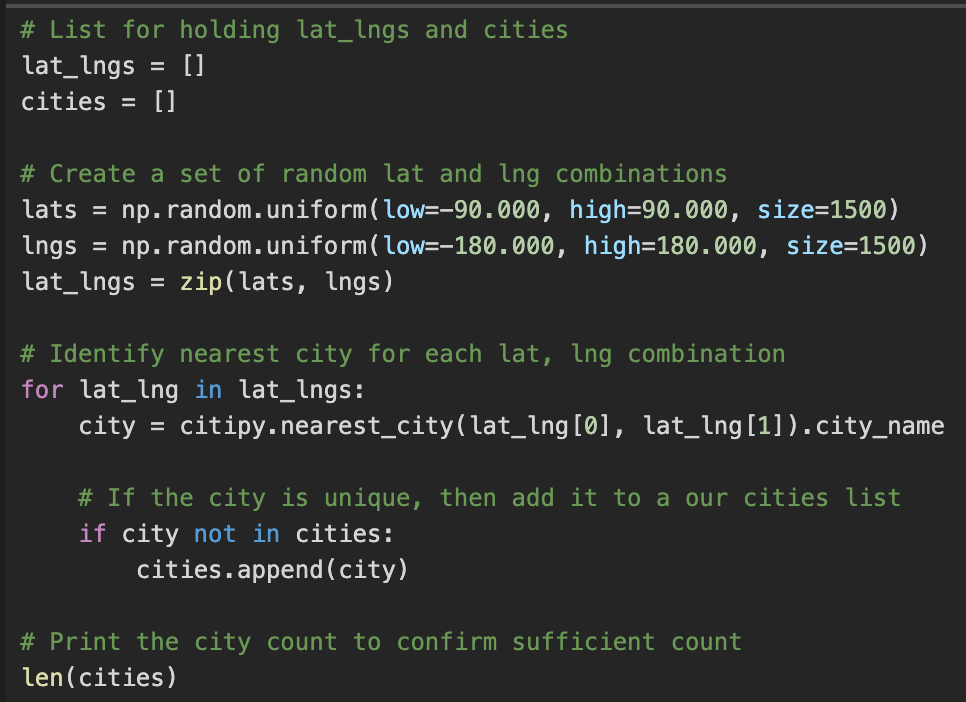 # List for holding lat_lngs and cities
lat_lngs = []
cities = []

# Create a set of random lat and lng combinations
lats = np.random.uniform(low=-90.000, high=90.000, size=1500)
lngs = np.random.uniform(low=-180.000, high=180.000, size=1500)
lat_lngs = zip(lats, lngs)

# Identify nearest city for each lat, lng combination
for lat_lng in lat_lngs:
    city = citipy.nearest_city(lat_lng[0], lat_lng[1]).city_name

    # If the city is unique, then add it to a our cities list
    if city not in cities:
        cities.append(city)

# Print the city count to confirm sufficient count
len(cities)